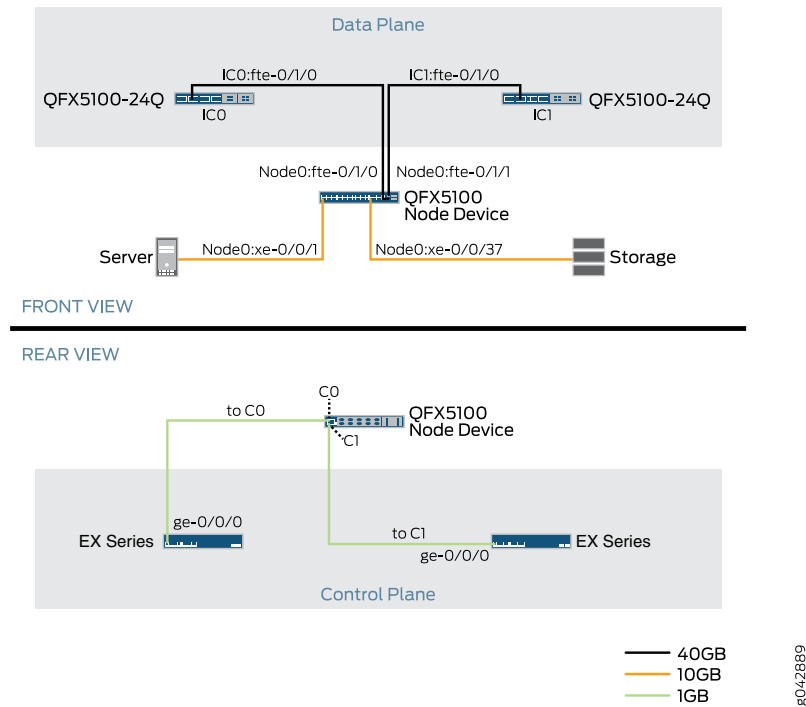 Data Plane
IC0:fte-0/1/0
IC1:fte-0/1/0
QFX5100-24Q
IC0
IC1
QFX5100-24Q
Node0:fte-0/1/0
Node0:fte-0/1/1
QFX5100
Node Device
Server
Node0:xe-0/0/1
Node0:xe-0/0/37
Storage
FRONT VIEW
REAR VIEW
C0
to C0
QFX5100
Node Device
C1
ge-0/0/0
EX Series
to C1
ge-0/0/0
EX Series
Control Plane
40GB
10GB
1GB
g042889